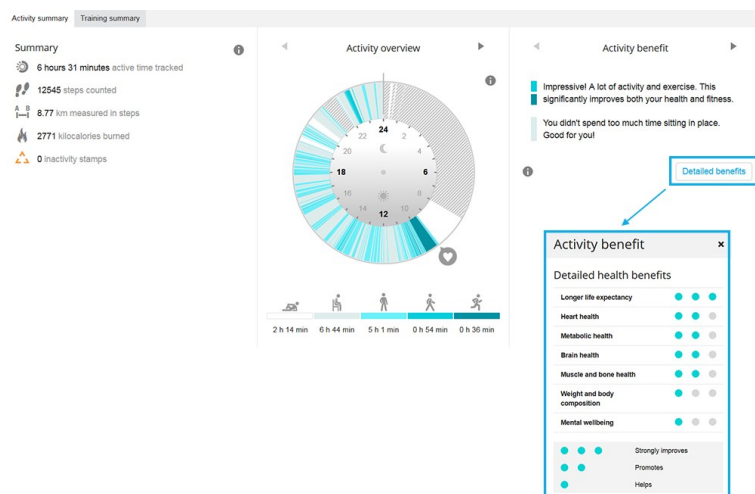 Activity summary
Training summary
Summary
6 hours 31 minutes active time tracked
12545 steps counted
A B
8.77 km measured in steps
2771 kilocalories burned
0 inactivity stamps
Activity overview
24
2
4
6
8
10
12
14
16
18
20
22
2 h 14 min
6 h 44 min
5 h 1 min
0 h 54 min
0 h 36 min
Activity benefit
Impressive! A lot of activity and exercise. This
significantly improves both your health and fitness.
You didn't spend too much time sitting in place.
Good for you!
Detailed benefits
Activity benefit
Detailed health benefits
Longer life expectancy
Heart health
Metabolic health
Brain health
Muscle and bone health
Weight and body
composition
Mental wellbeing
Strongly improves
Promotes
Helps